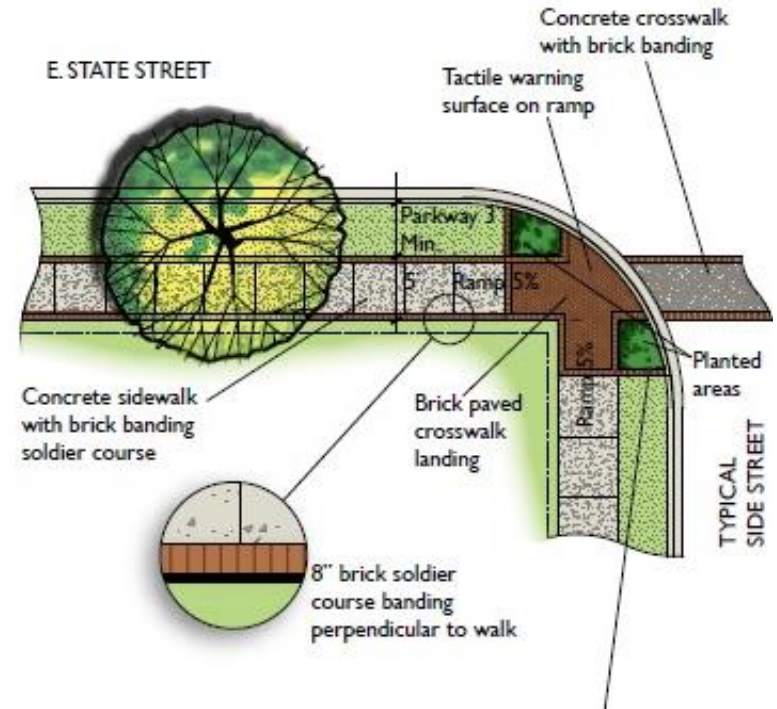 Concrete crosswalk
with brick banding
E. STATE STREET
Tactile warning
surface on ramp
Parkway 3
Min.
5
Ramp 5%
Ramp 5%
Planted
areas
Concrete sidewalk
with brick banding
soldier course
Brick paved
crosswalk
landing
TYPICAL
SIDE STREET
8" brick soldier
course banding
perpendicular to walk